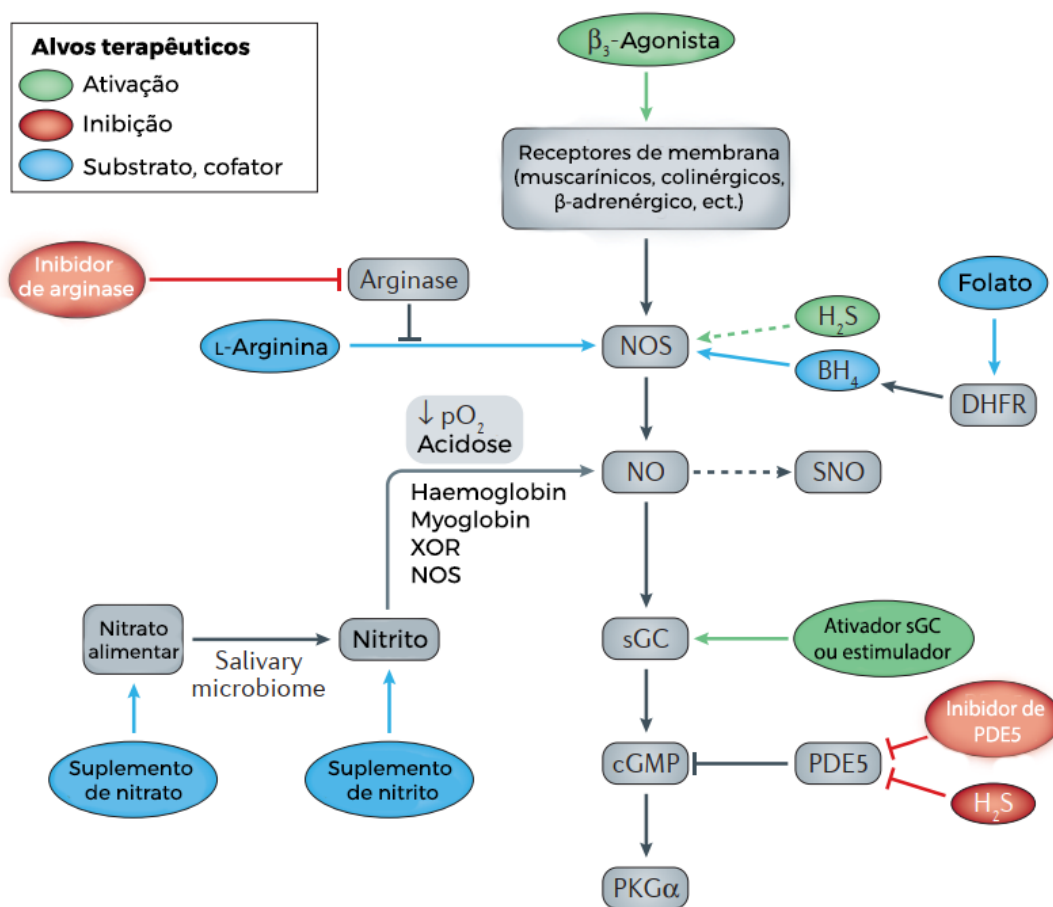 Alvos terapêuticos
Ativação
Inibição
Substrato, cofator
β₃-Agonista
Receptores de membrana
(muscarínicos, colinérgicos,
β-adrenérgico, ect.)
Inibidor
de arginase
Arginase
L-Arginina
NOS
H₂S
BH₄
Folato
DHFR
↓ pO₂
Acidose
Haemoglobin
Myoglobin
XOR
NOS
NO
SNO
Nitrato
alimentar
Salivary
microbiome
Nitrito
Suplemento
de nitrato
Suplemento
de nitrito
sGC
Ativador sGC
ou estimulador
cGMP
PDE5
Inibidor de
PDE5
H₂S
PKGα